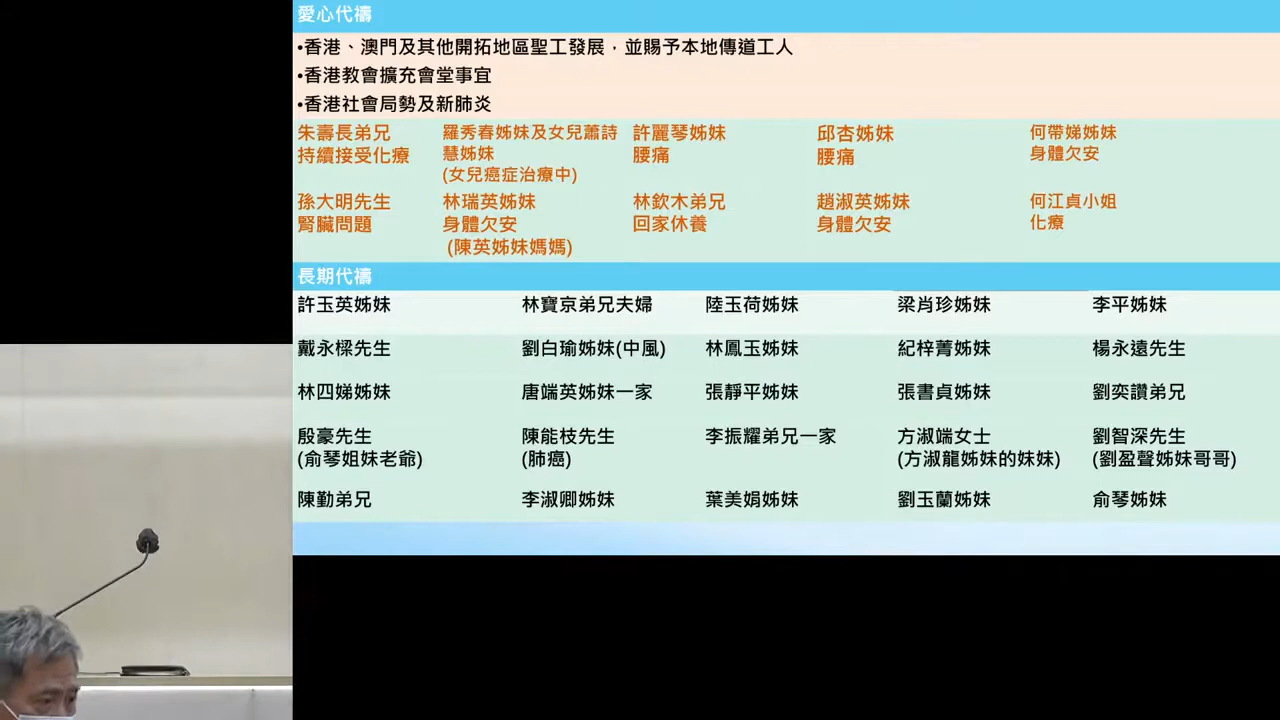 愛心代禱
•香港、澳門及其他開拓地區聖工發展，並賜予本地傳道工人
•香港教會擴充會堂事宜
•香港社會局勢及新肺炎
朱壽長弟兄
持續接受化療
羅秀春姊妹及女兒蕭詩
慧姊妹
(女兒癌症治療中)
許麗琴姊妹
腰痛
邱杏姊妹
腰痛
何帶娣姊妹
身體欠安
孫大明先生
腎臟問題
林瑞英姊妹
身體欠安
(陳英姊妹媽媽)
林欽木弟兄
回家休養
趙淑英姊妹
身體欠安
何江貞小姐
化療
長期代禱
許玉英姊妹
林寶京弟兄夫婦
陸玉荷姊妹
梁肖珍姊妹
李平姊妹
戴永樑先生
劉白瑜姊妹(中風)
林鳳玉姊妹
紀梓菁姊妹
楊永遠先生
林四娣姊妹
唐端英姊妹一家
張靜平姊妹
張書貞姊妹
劉奕讚弟兄
殷豪先生
(俞琴姐妹老爺)
陳能枝先生
(肺癌)
李振耀弟兄一家
方淑端女士
(方淑龍姊妹的妹妹)
劉智深先生
(劉盈聲姊妹哥哥)
陳勤弟兄
李淑卿姊妹
葉美娟姊妹
劉玉蘭姊妹
俞琴姊妹